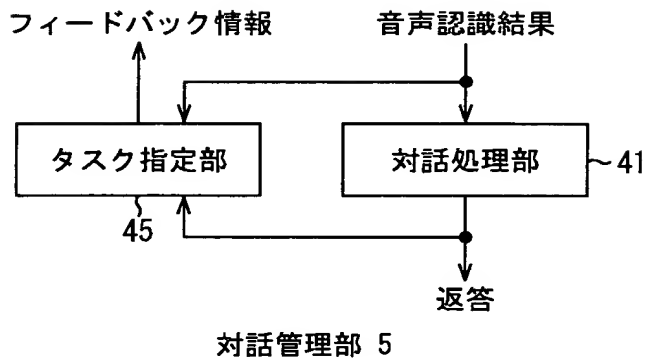 フィードバック情報
音声認識結果
タスク指定部
対話処理部
41
45
返答
対話管理部 5